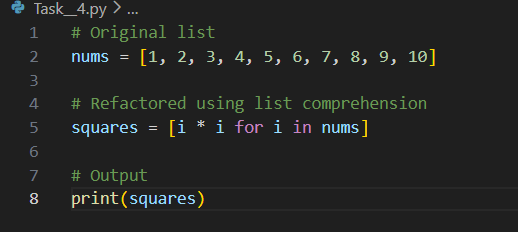 Task__4.py > ...
1 # Original list
2 nums = [1, 2, 3, 4, 5, 6, 7, 8, 9, 10]
3
4 # Refactored using list comprehension
5 squares = [i * i for i in nums]
6
7 # Output
8 print(squares)